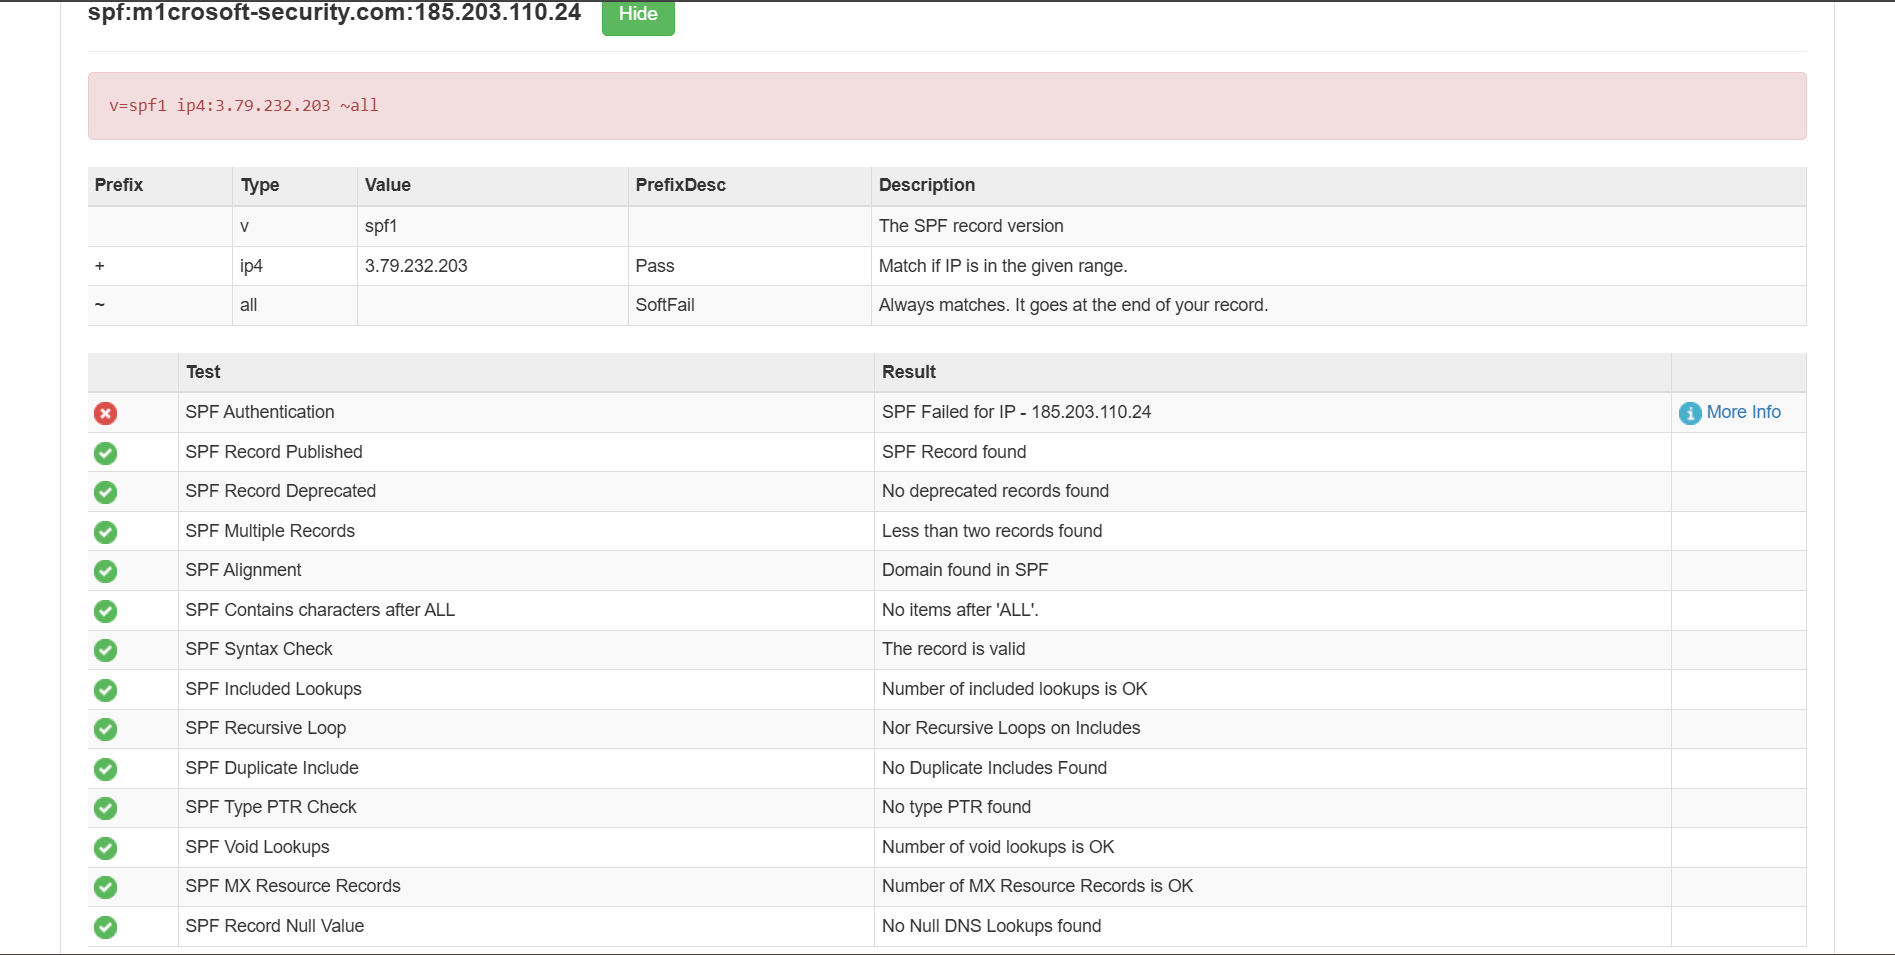 spf:m1crosoft-security.com:185.203.110.24 Hide
v=spf1 ip4:3.79.232.203 ~all
Prefix Type Value PrefixDesc Description
v spf1 The SPF record version
+ ip4 3.79.232.203 Pass Match if IP is in the given range.
~ all SoftFail Always matches. It goes at the end of your record.
Test Result
SPF Authentication SPF Failed for IP - 185.203.110.24 More Info
SPF Record Published SPF Record found
SPF Record Deprecated No deprecated records found
SPF Multiple Records Less than two records found
SPF Alignment Domain found in SPF
SPF Contains characters after ALL No items after 'ALL'.
SPF Syntax Check The record is valid
SPF Included Lookups Number of included lookups is OK
SPF Recursive Loop Nor Recursive Loops on Includes
SPF Duplicate Include No Duplicate Includes Found
SPF Type PTR Check No type PTR found
SPF Void Lookups Number of void lookups is OK
SPF MX Resource Records Number of MX Resource Records is OK
SPF Record Null Value No Null DNS Lookups found